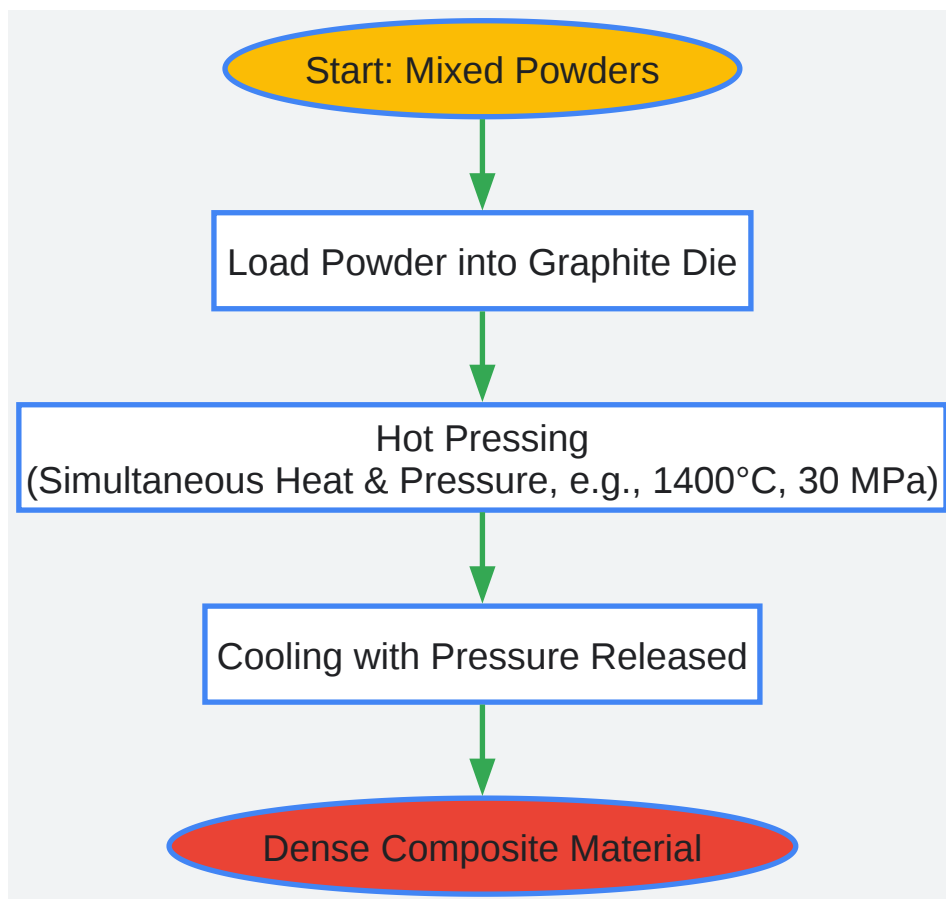 Start: Mixed Powders
Load Powder into Graphite Die
Hot Pressing
(Simultaneous Heat & Pressure, e.g., 1400°C, 30 MPa)
Cooling with Pressure Released
Dense Composite Material